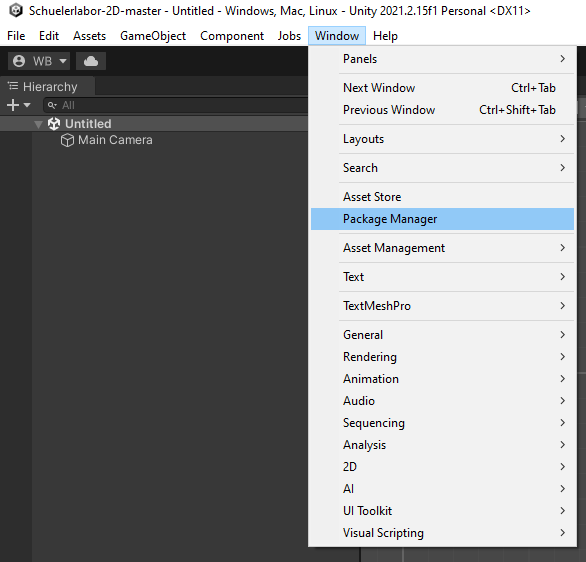 Schuelerlabor-2D-master - Untitled - Windows, Mac, Linux - Unity 2021.2.15f1 Personal <DX11>
File Edit Assets GameObject Component Jobs Window Help
WB
Hierarchy
All
Untitled
Main Camera
Panels
Next Window Ctrl+Tab
Previous Window Ctrl+Shift+Tab
Layouts
Search
Asset Store
Package Manager
Asset Management
Text
TextMeshPro
General
Rendering
Animation
Audio
Sequencing
Analysis
2D
AI
UI Toolkit
Visual Scripting